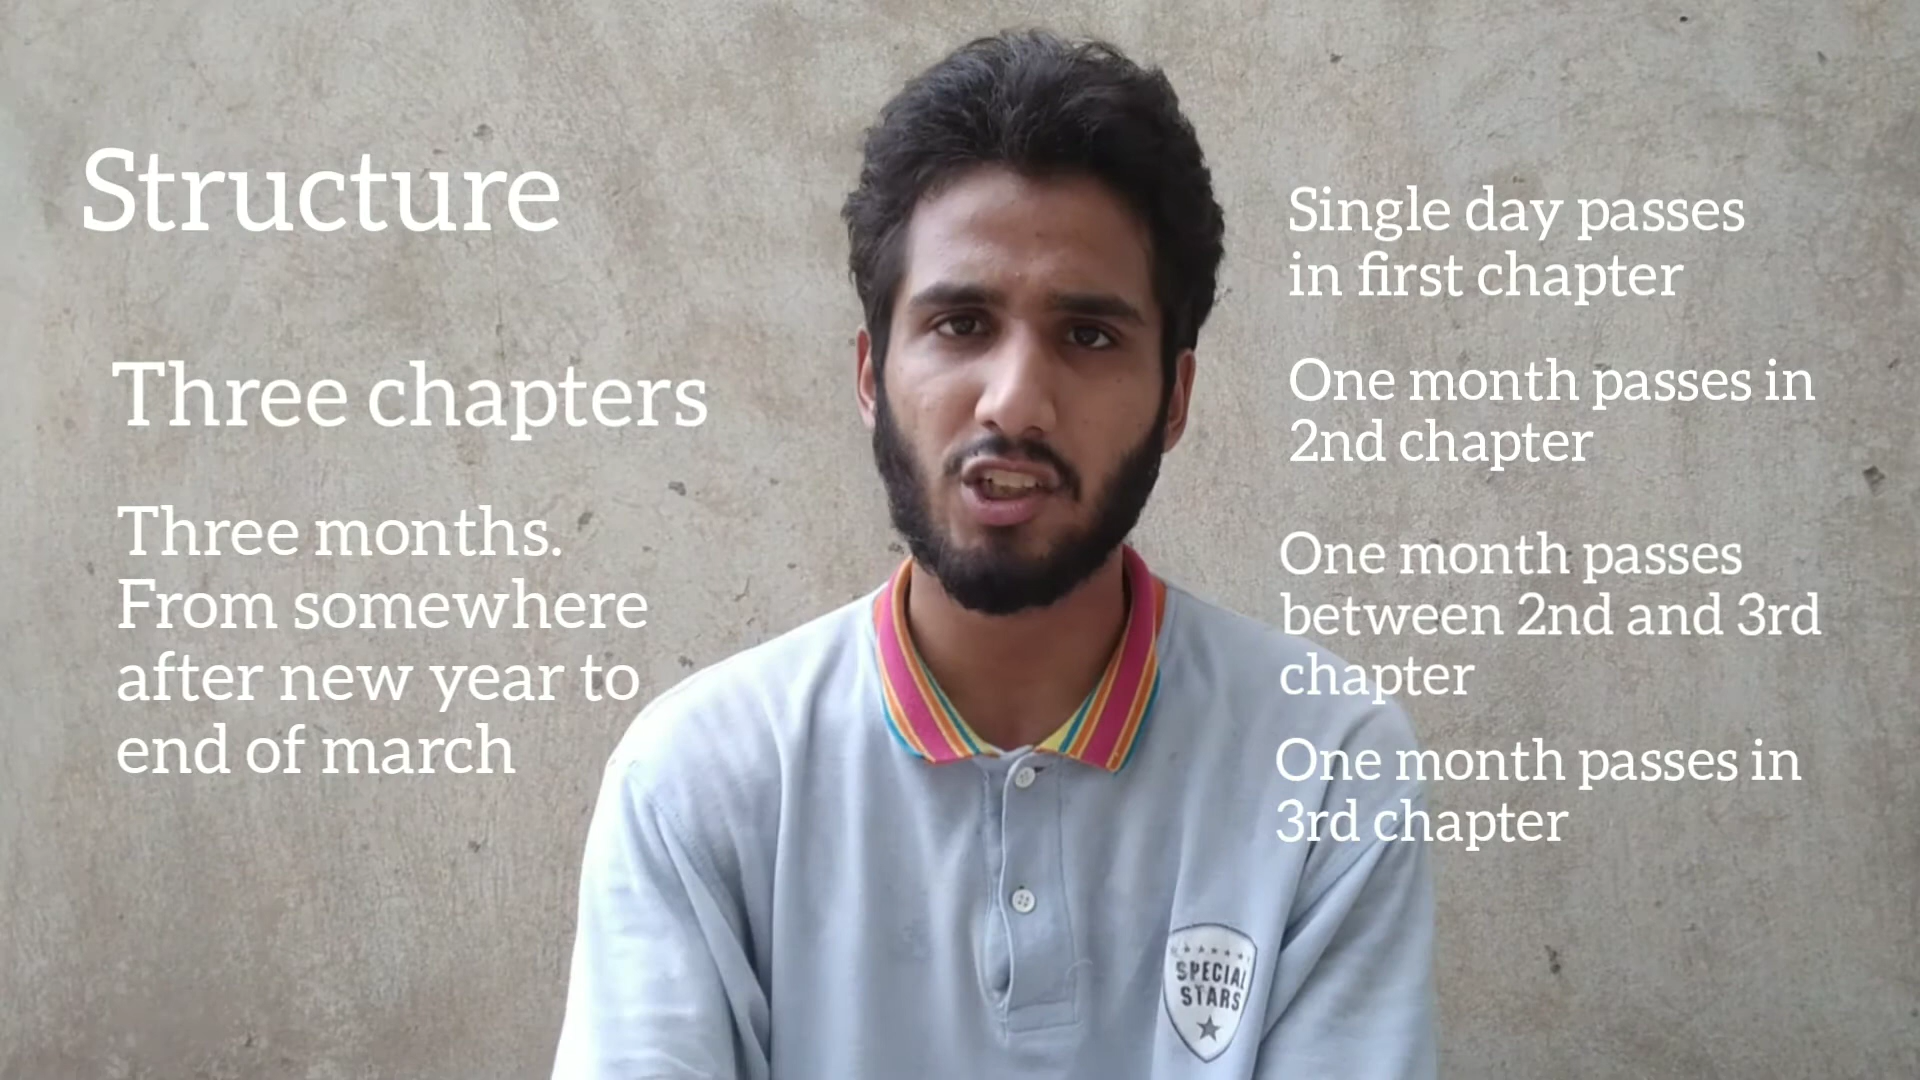 Structure
Three chapters
Three months.
From somewhere
after new year to
end of march
Single day passes
in first chapter
One month passes in
2nd chapter
One month passes
between 2nd and 3rd
chapter
One month passes in
3rd chapter
SPECIAL
STARS